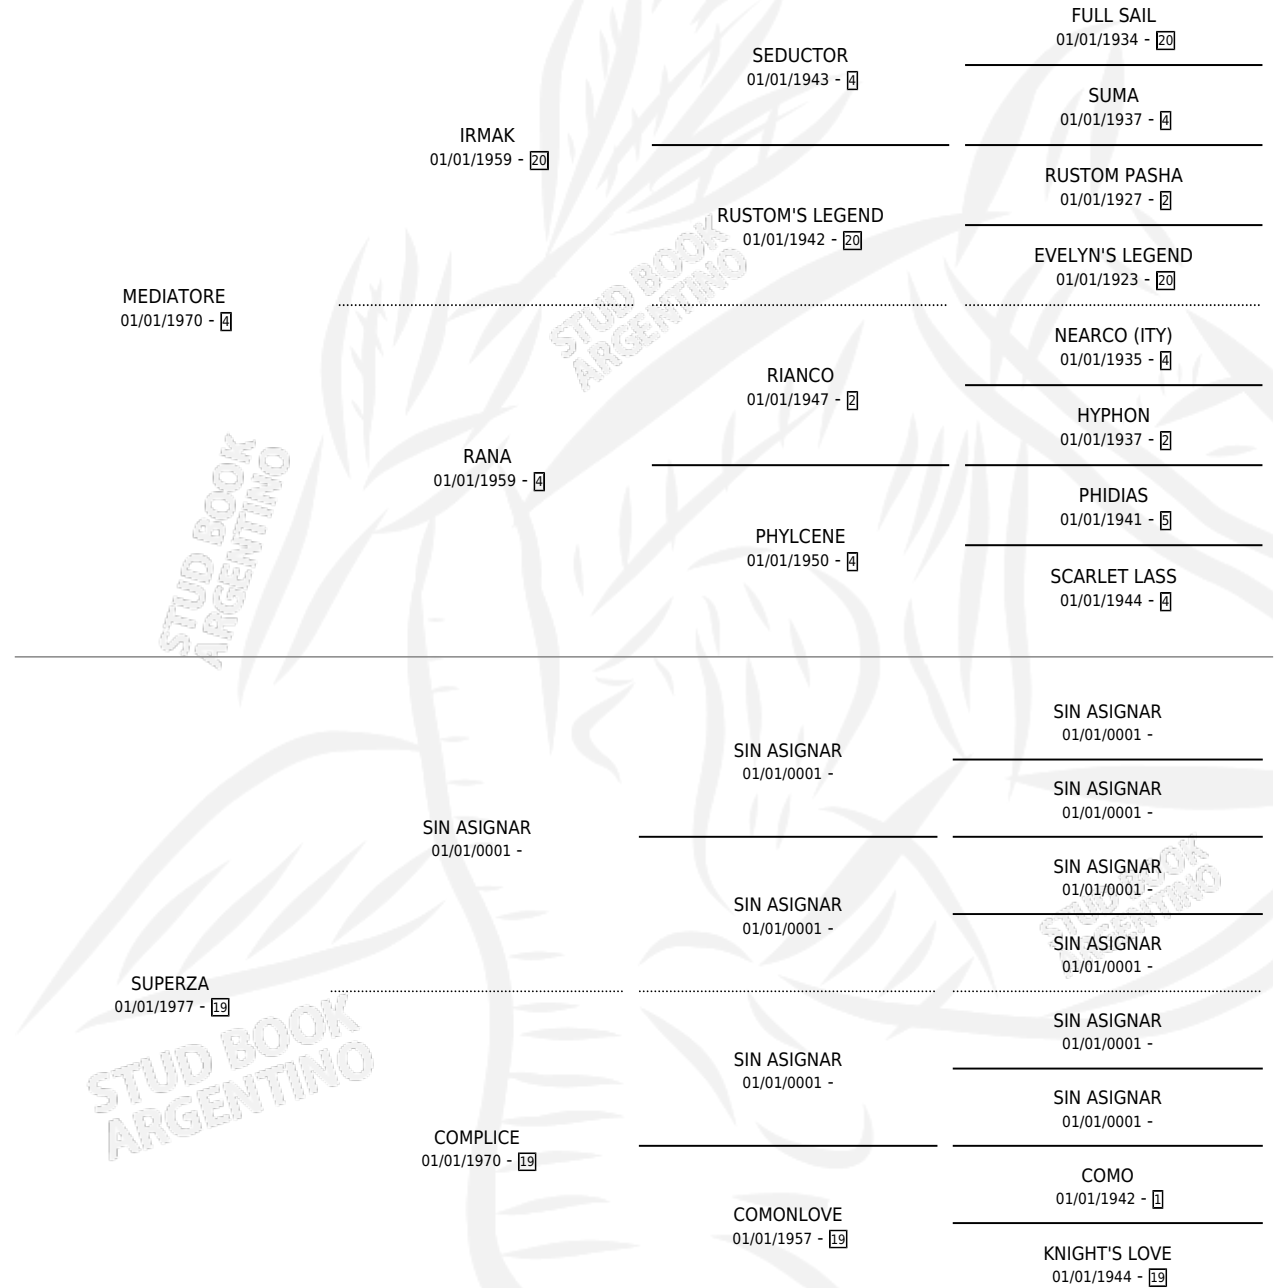 FULL SAIL
01/01/1934 - 20
SEDUCTOR
01/01/1943 - 4
SUMA
01/01/1937 - 4
IRMAK
01/01/1959 - 20
RUSTOM PASHA
01/01/1927 - 2
RUSTOM'S LEGEND
01/01/1942 - 20
EVELYN'S LEGEND
01/01/1923 - 20
MEDIATORE
01/01/1970 - 4
NEARCO (ITY)
01/01/1935 - 4
RIANCO
01/01/1947 - 2
HYPHON
01/01/1937 - 2
RANA
01/01/1959 - 4
PHIDIAS
01/01/1941 - 5
PHYLCENE
01/01/1950 - 4
SCARLET LASS
01/01/1944 - 4
STUD BOOK
ARGENTINO
STUD BOOK
ARGENTINO
SIN ASIGNAR
01/01/0001 -
SIN ASIGNAR
01/01/0001 -
SIN ASIGNAR
01/01/0001 -
SIN ASIGNAR
01/01/0001 -
SIN ASIGNAR
01/01/0001 -
SIN ASIGNAR
01/01/0001 -
SIN ASIGNAR
01/01/0001 -
STUD BOOK
ARGENTINO
SUPERZA
01/01/1977 - 19
SIN ASIGNAR
01/01/0001 -
SIN ASIGNAR
01/01/0001 -
SIN ASIGNAR
01/01/0001 -
STUD BOOK
ARGENTINO
COMPLICE
01/01/1970 - 19
COMO
01/01/1942 - 1
COMONLOVE
01/01/1957 - 19
KNIGHT'S LOVE
01/01/1944 - 19